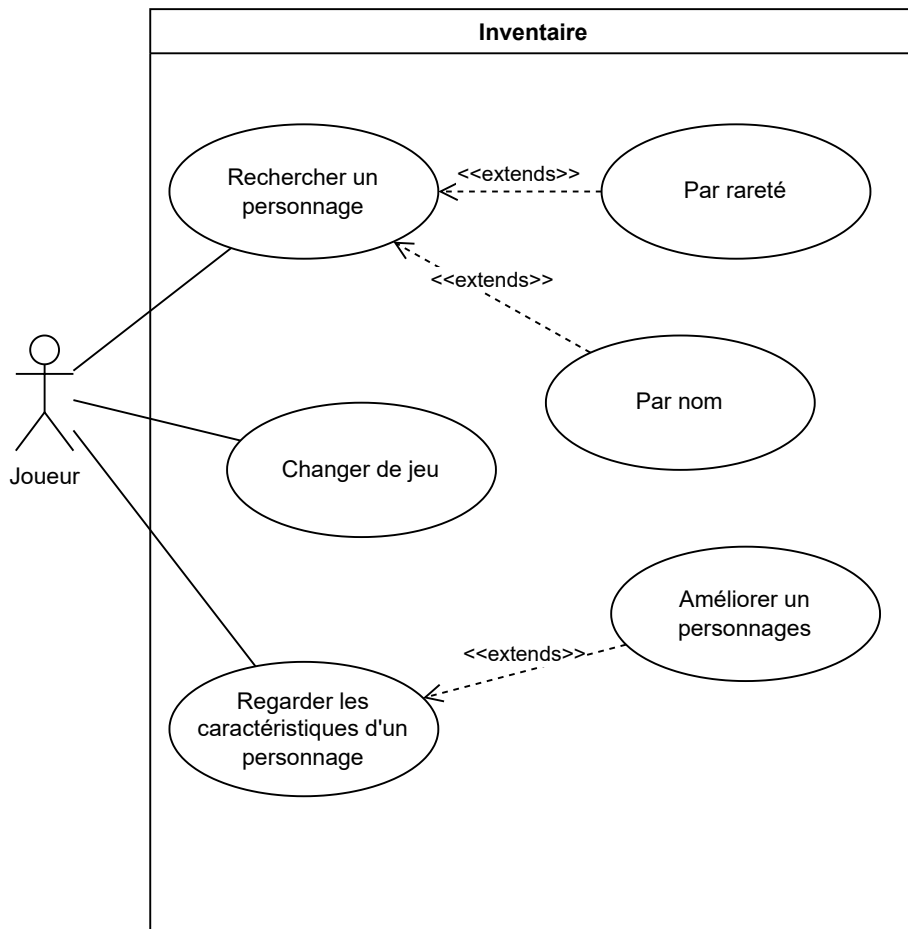 Inventaire
Rechercher un
personnage
<<extends>>
Par rareté
<<extends>>
Par nom
Joueur
Changer de jeu
Améliorer un
personnages
<<extends>>
Regarder les
caractéristiques d'un
personnage